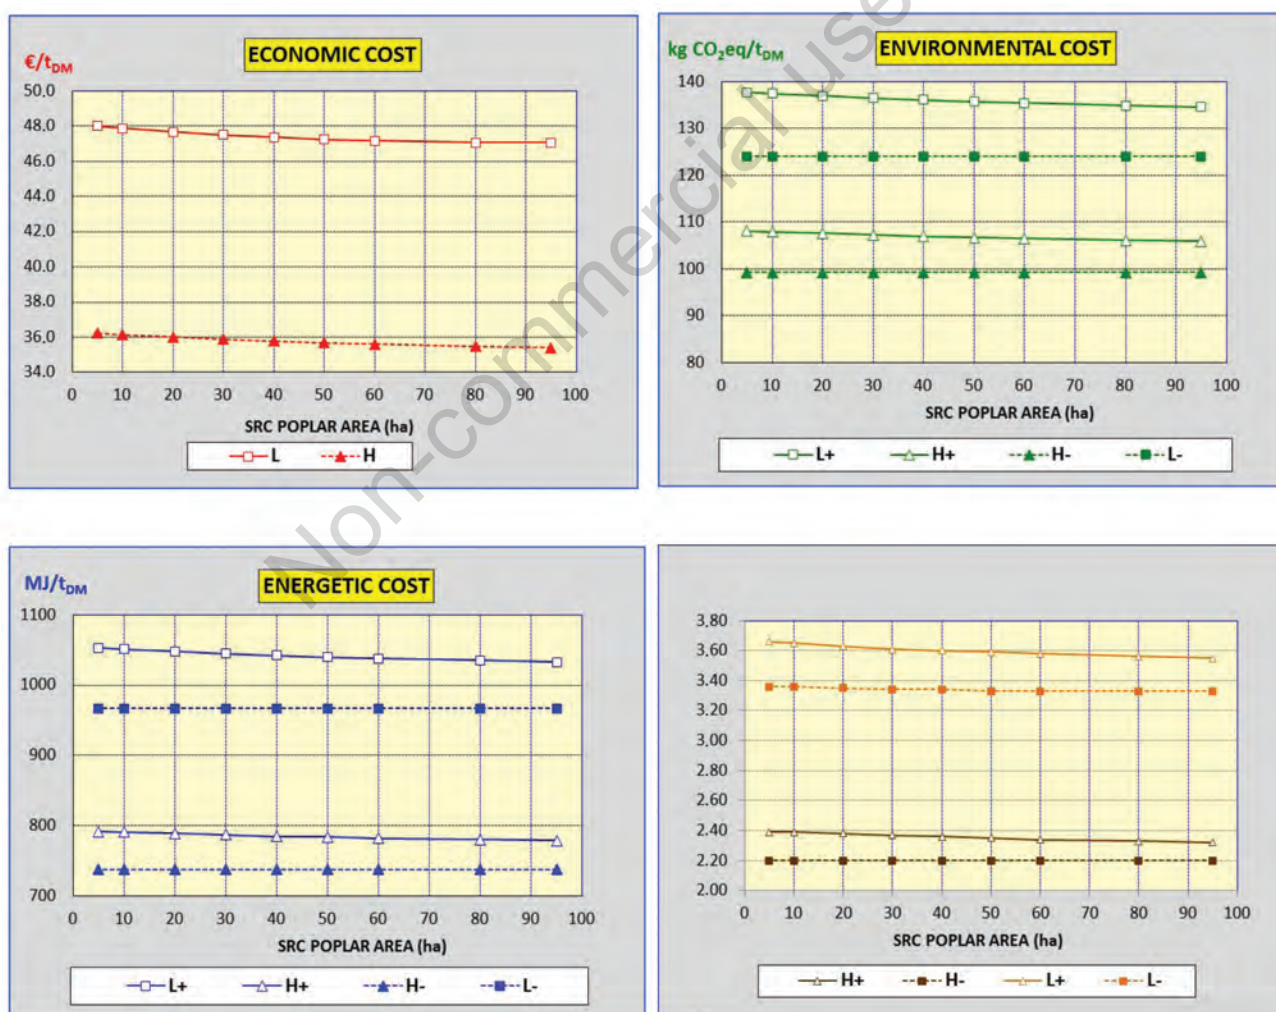 ECONOMIC COST
€/tDM
50.0
48.0
46.0
44.0
42.0
40.0
38.0
36.0
34.0
0 10 20 30 40 50 60 70 80 90 100
SRC POPLAR AREA (ha)
L H
ENVIRONMENTAL COST
kg CO2eq/tDM
140
130
120
110
100
90
80
0 10 20 30 40 50 60 70 80 90 100
SRC POPLAR AREA (ha)
L+ H+ H- L-
ENERGETIC COST
MJ/tDM
1100
1000
900
800
700
0 10 20 30 40 50 60 70 80 90 100
SRC POPLAR AREA (ha)
L+ H+ H- L-
3,80
3,60
3.40
3,20
3,00
2.80
2.60
2.40
2.20
2.00
0 10 20 30 40 50 60 70 80 90 100
SRC POPLAR AREA (ha)
H+ H- L+ L-
Non-commercial use